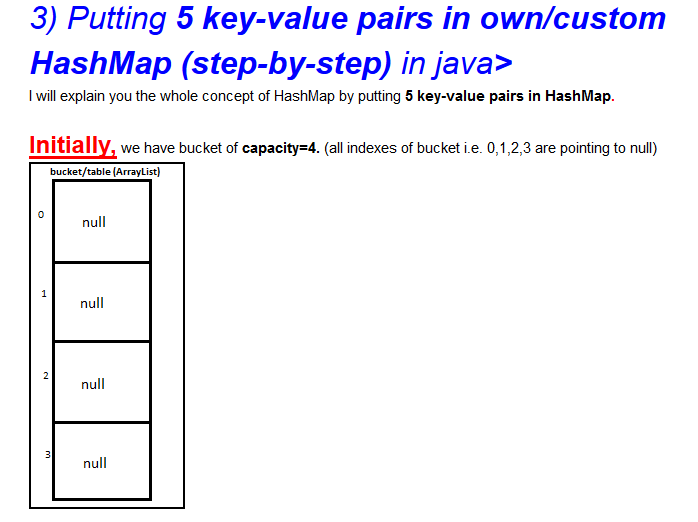 3) Putting 5 key-value pairs in own/custom
HashMap (step-by-step) in java>
I will explain you the whole concept of HashMap by putting 5 key-value pairs in HashMap.
Initially, we have bucket of capacity=4. (all indexes of bucket i.e. 0,1,2,3 are pointing to null)
bucket/table (ArrayList)
0 null
1 null
2 null
3 null